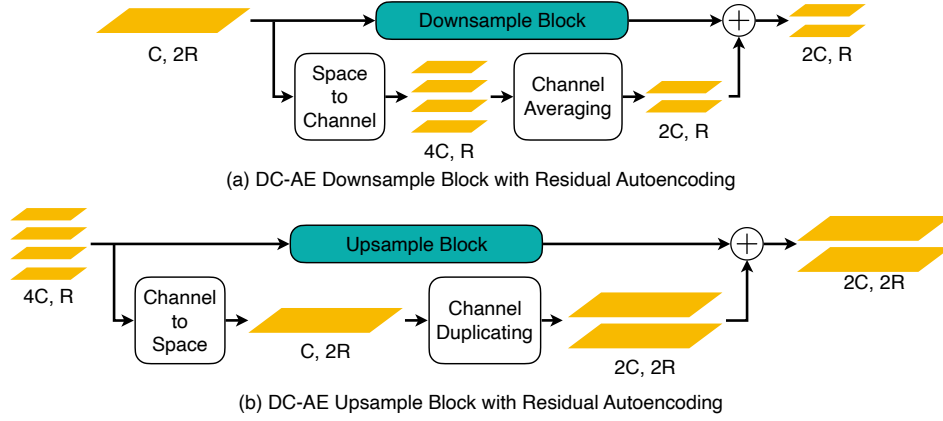 Downsample Block
C, 2R
2C, R
Space
to
Channel
4C, R
Channel
Averaging
2C, R
(a) DC-AE Downsample Block with Residual Autoencoding
Upsample Block
4C, R
2C, 2R
Channel
to
Space
C, 2R
Channel
Duplicating
2C, 2R
(b) DC-AE Upsample Block with Residual Autoencoding